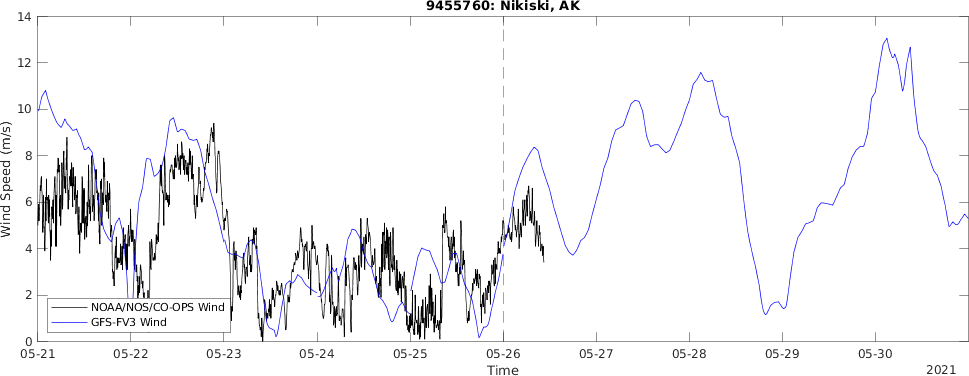 9455760: Nikiski, AK
Wind Speed (m/s)
14
12
10
8
6
4
2
0
NOAA/NOS/CO-OPS Wind
GFS-FV3 Wind
05-21 05-22 05-23 05-24 05-25 05-26 05-27 05-28 05-29 05-30
Time
2021